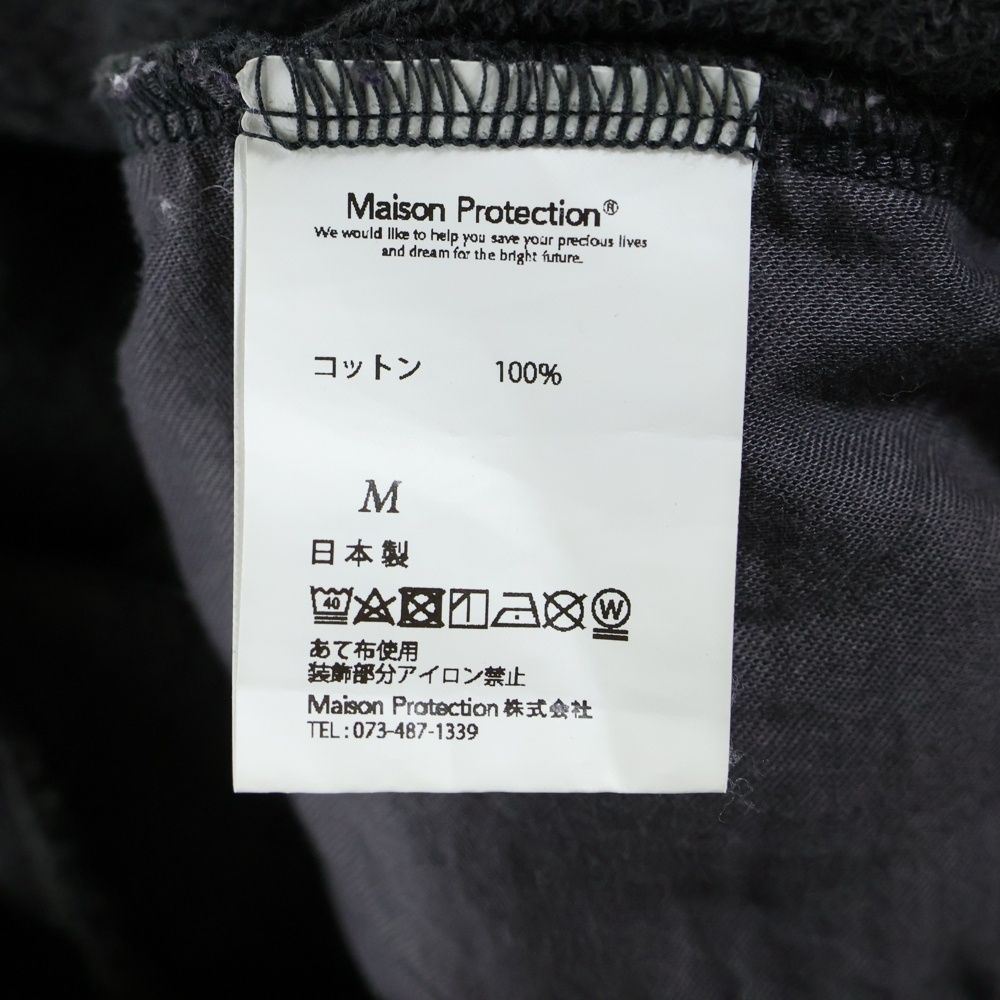 Maison Protection®
We would like to help you save your precious lives
and dream for the bright future.
コットン 100%
M
日本製
40 W
あて布使用
装飾部分アイロン禁止
Maison Protection 株式会社
TEL : 073-487-1339